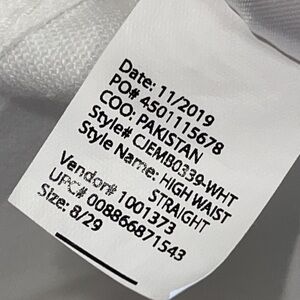 Date: 11/2019
PO# 4501115678
COO: PAKISTAN
Style# CJEMB0339-WHT
Style Name: HIGH WAIST
STRAIGHT
Vendor# 1001373
UPC# 008866871543
Size: 8/29